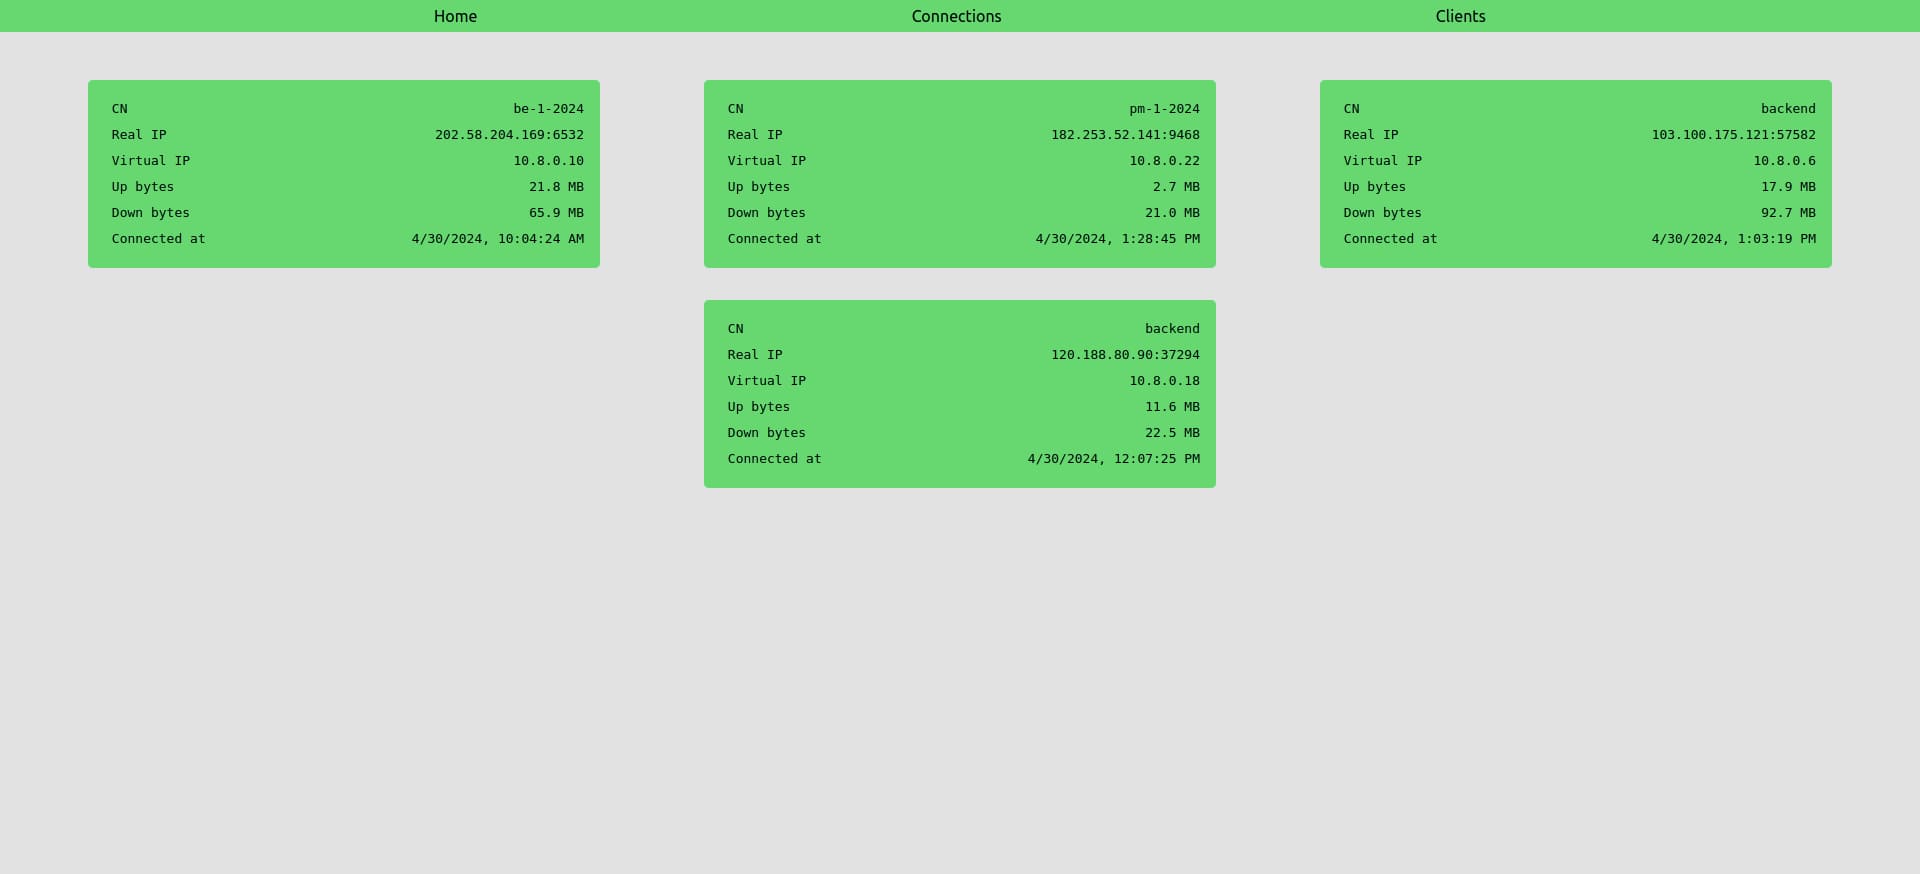 Home Connections Clients
CN be-1-2024
Real IP 202.58.204.169:6532
Virtual IP 10.8.0.10
Up bytes 21.8 MB
Down bytes 65.9 MB
Connected at 4/30/2024, 10:04:24 AM
CN pm-1-2024
Real IP 182.253.52.141:9468
Virtual IP 10.8.0.22
Up bytes 2.7 MB
Down bytes 21.0 MB
Connected at 4/30/2024, 1:28:45 PM
CN backend
Real IP 103.100.175.121:57582
Virtual IP 10.8.0.6
Up bytes 17.9 MB
Down bytes 92.7 MB
Connected at 4/30/2024, 1:03:19 PM
CN backend
Real IP 120.188.80.90:37294
Virtual IP 10.8.0.18
Up bytes 11.6 MB
Down bytes 22.5 MB
Connected at 4/30/2024, 12:07:25 PM